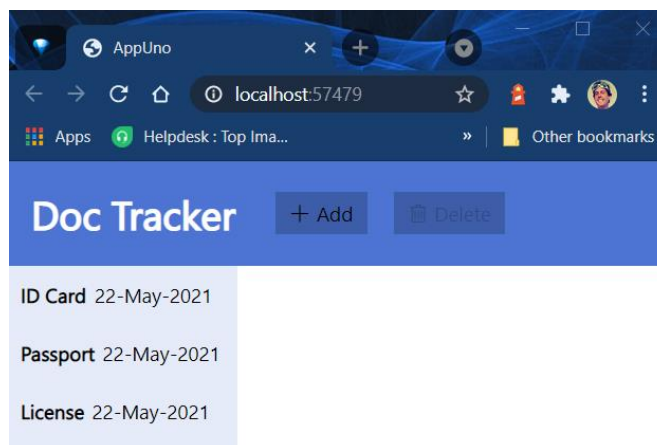 AppUno
localhost:57479
Apps Helpdesk : Top Ima... » Other bookmarks
Doc Tracker + Add Delete
ID Card 22-May-2021
Passport 22-May-2021
License 22-May-2021